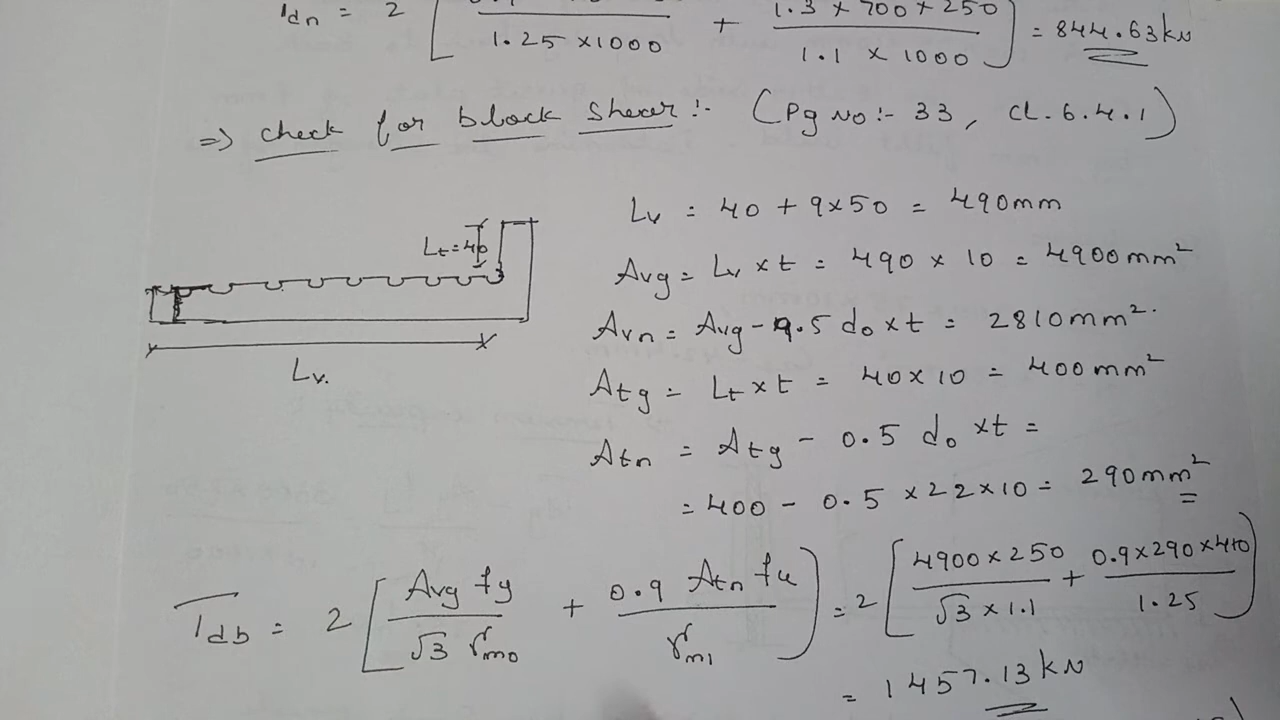 Tdn = 2 [ / 1.25 × 1000 + 1.3 × 700 × 250 / 1.1 × 1000 ] = 844.63 kN
=> Check for block shear :- (Pg No :- 33, cl. 6.4.1)
Lt = 40
Lv.
Lv = 40 + 9×50 = 490mm
Avg = Lv × t = 490 × 10 = 4900 mm²
Avn = Avg - 9.5 do × t = 2810 mm².
Atg = Lt × t = 40×10 = 400 mm²
Atn = Atg - 0.5 do × t =
= 400 - 0.5 × 22 × 10 = 290 mm²
Tdb = 2 [ Avg fy / √3 γm0 + 0.9 Atn fu / γm1 ] = 2 [ 4900 × 250 / √3 × 1.1 + 0.9 × 290 × 410 / 1.25 ]
= 1457.13 kN